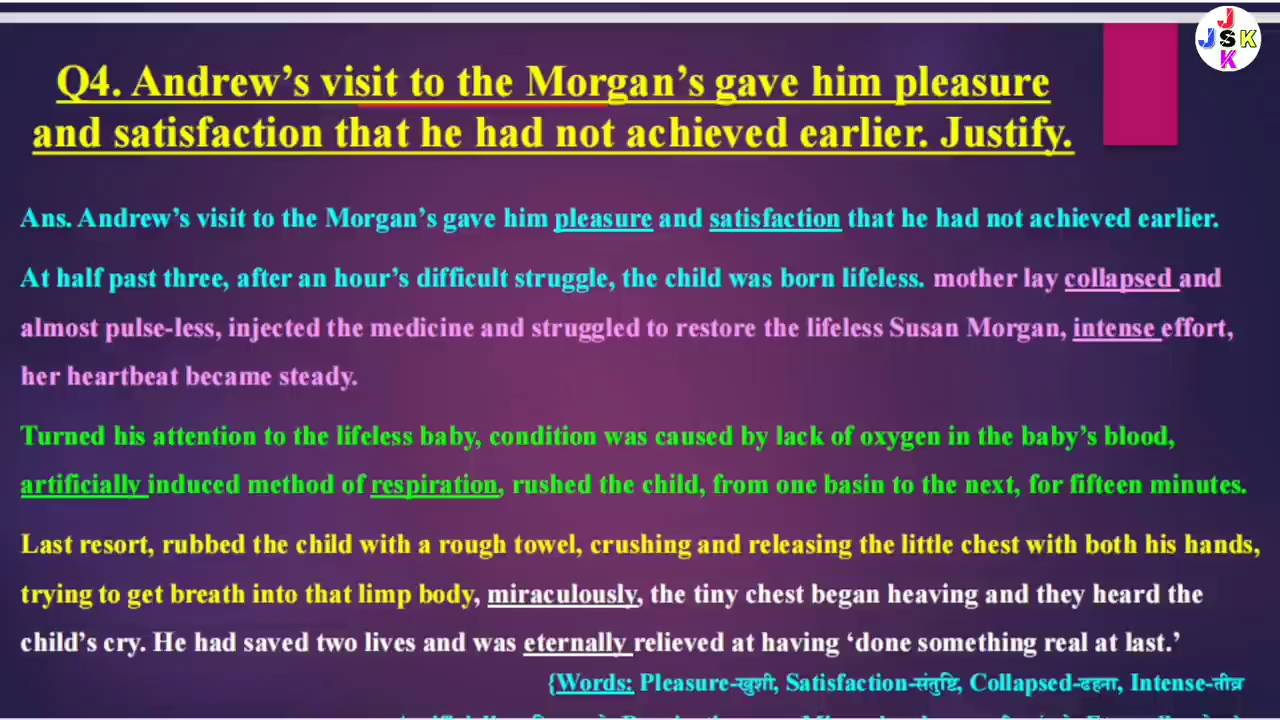 J
JSK
K
Q4. Andrew’s visit to the Morgan’s gave him pleasure
and satisfaction that he had not achieved earlier. Justify.
Ans. Andrew’s visit to the Morgan’s gave him pleasure and satisfaction that he had not achieved earlier.
At half past three, after an hour’s difficult struggle, the child was born lifeless. mother lay collapsed and
almost pulse-less, injected the medicine and struggled to restore the lifeless Susan Morgan, intense effort,
her heartbeat became steady.
Turned his attention to the lifeless baby, condition was caused by lack of oxygen in the baby’s blood,
artificially induced method of respiration, rushed the child, from one basin to the next, for fifteen minutes.
Last resort, rubbed the child with a rough towel, crushing and releasing the little chest with both his hands,
trying to get breath into that limp body, miraculously, the tiny chest began heaving and they heard the
child’s cry. He had saved two lives and was eternally relieved at having ‘done something real at last.’
{Words: Pleasure-खुशी, Satisfaction-संतुष्टि, Collapsed-ढहना, Intense-तीव्र